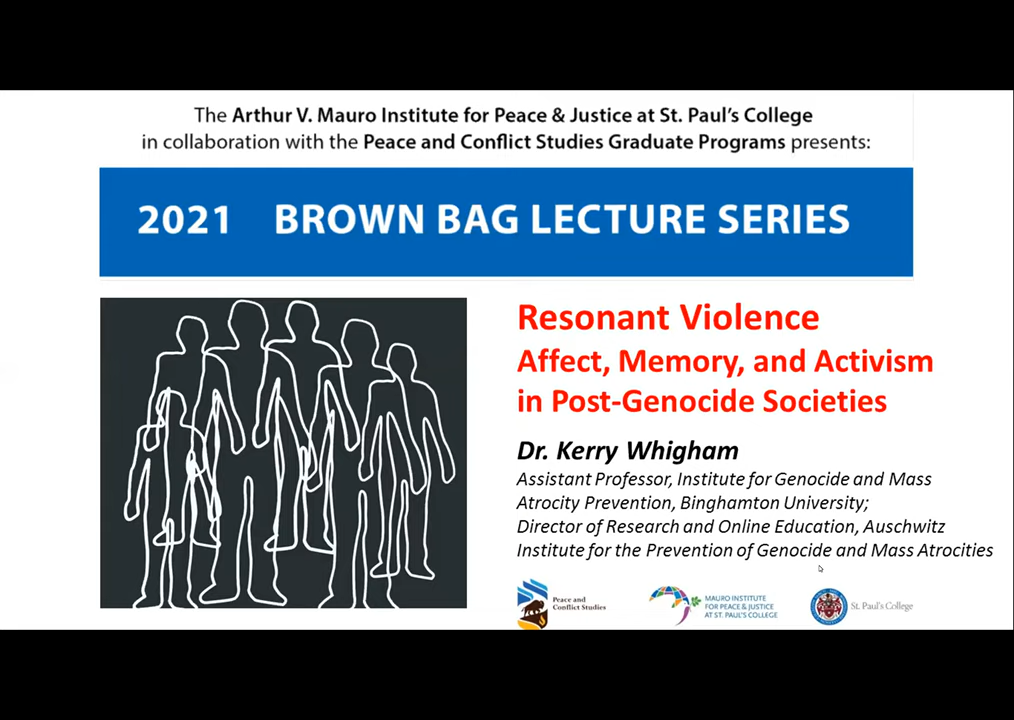 The Arthur V. Mauro Institute for Peace & Justice at St. Paul's College
in collaboration with the Peace and Conflict Studies Graduate Programs presents:
2021 BROWN BAG LECTURE SERIES
Resonant Violence
Affect, Memory, and Activism
in Post-Genocide Societies
Dr. Kerry Whigham
Assistant Professor, Institute for Genocide and Mass
Atrocity Prevention, Binghamton University;
Director of Research and Online Education, Auschwitz
Institute for the Prevention of Genocide and Mass Atrocities
Peace and
Conflict Studies
MAURO INSTITUTE
FOR PEACE & JUSTICE
AT ST. PAUL'S COLLEGE
St. Paul's College